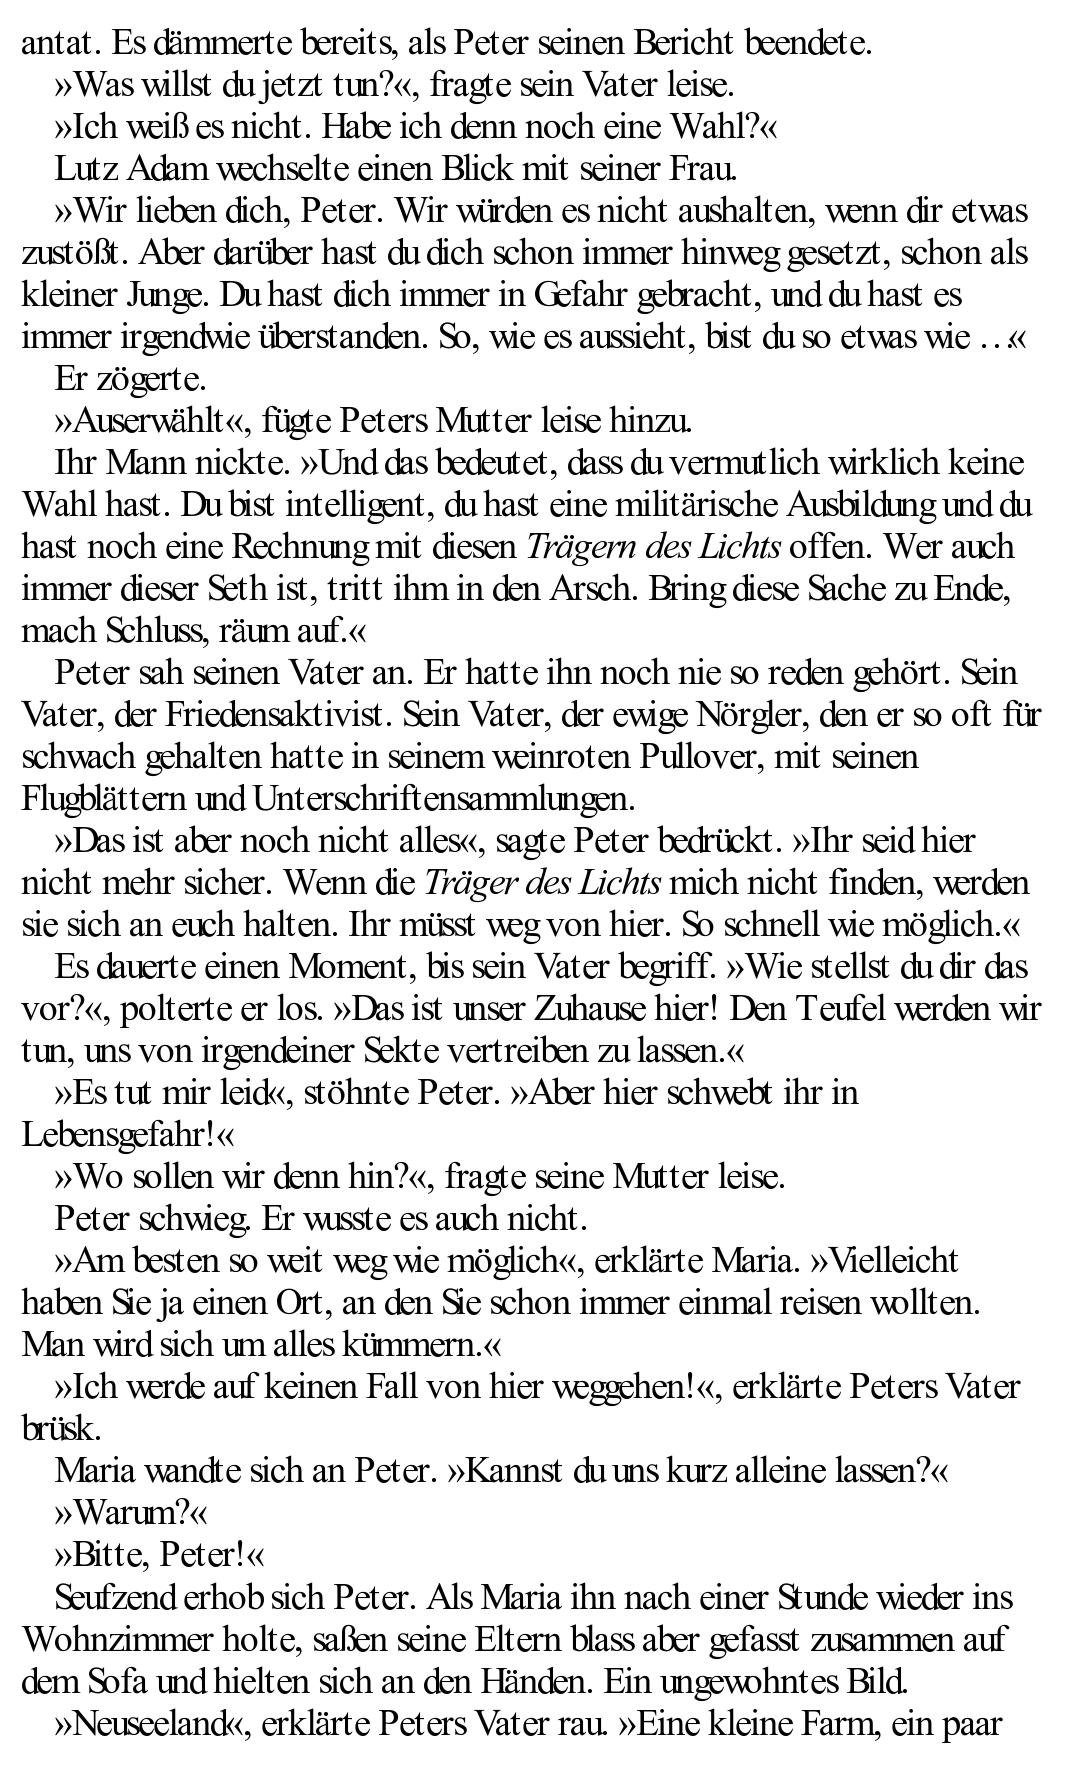 antat. Es dämmerte bereits, als Peter seinen Bericht beendete.
»Was willst du jetzt tun?«, fragte sein Vater leise.
»Ich weiß es nicht. Habe ich denn noch eine Wahl?«
Lutz Adam wechselte einen Blick mit seiner Frau.
»Wir lieben dich, Peter. Wir würden es nicht aushalten, wenn dir etwas
zustößt. Aber darüber hast du dich schon immer hinweg gesetzt, schon als
kleiner Junge. Du hast dich immer in Gefahr gebracht, und du hast es
immer irgendwie überstanden. So, wie es aussieht, bist du so etwas wie …«
Er zögerte.
»Auserwählt«, fügte Peters Mutter leise hinzu.
Ihr Mann nickte. »Und das bedeutet, dass du vermutlich wirklich keine
Wahl hast. Du bist intelligent, du hast eine militärische Ausbildung und du
hast noch eine Rechnung mit diesen Trägern des Lichts offen. Wer auch
immer dieser Seth ist, tritt ihm in den Arsch. Bring diese Sache zu Ende,
mach Schluss, räum auf.«
Peter sah seinen Vater an. Er hatte ihn noch nie so reden gehört. Sein
Vater, der Friedensaktivist. Sein Vater, der ewige Nörgler, den er so oft für
schwach gehalten hatte in seinem weinroten Pullover, mit seinen
Flugblättern und Unterschriftensammlungen.
»Das ist aber noch nicht alles«, sagte Peter bedrückt. »Ihr seid hier
nicht mehr sicher. Wenn die Träger des Lichts mich nicht finden, werden
sie sich an euch halten. Ihr müsst weg von hier. So schnell wie möglich.«
Es dauerte einen Moment, bis sein Vater begriff. »Wie stellst du dir das
vor?«, polterte er los. »Das ist unser Zuhause hier! Den Teufel werden wir
tun, uns von irgendeiner Sekte vertreiben zu lassen.«
»Es tut mir leid«, stöhnte Peter. »Aber hier schwebt ihr in
Lebensgefahr!«
»Wo sollen wir denn hin?«, fragte seine Mutter leise.
Peter schwieg. Er wusste es auch nicht.
»Am besten so weit weg wie möglich«, erklärte Maria. »Vielleicht
haben Sie ja einen Ort, an den Sie schon immer einmal reisen wollten.
Man wird sich um alles kümmern.«
»Ich werde auf keinen Fall von hier weggehen!«, erklärte Peters Vater
brüsk.
Maria wandte sich an Peter. »Kannst du uns kurz alleine lassen?«
»Warum?«
»Bitte, Peter!«
Seufzend erhob sich Peter. Als Maria ihn nach einer Stunde wieder ins
Wohnzimmer holte, saßen seine Eltern blass aber gefasst zusammen auf
dem Sofa und hielten sich an den Händen. Ein ungewohntes Bild.
»Neuseeland«, erklärte Peters Vater rau. »Eine kleine Farm, ein paar